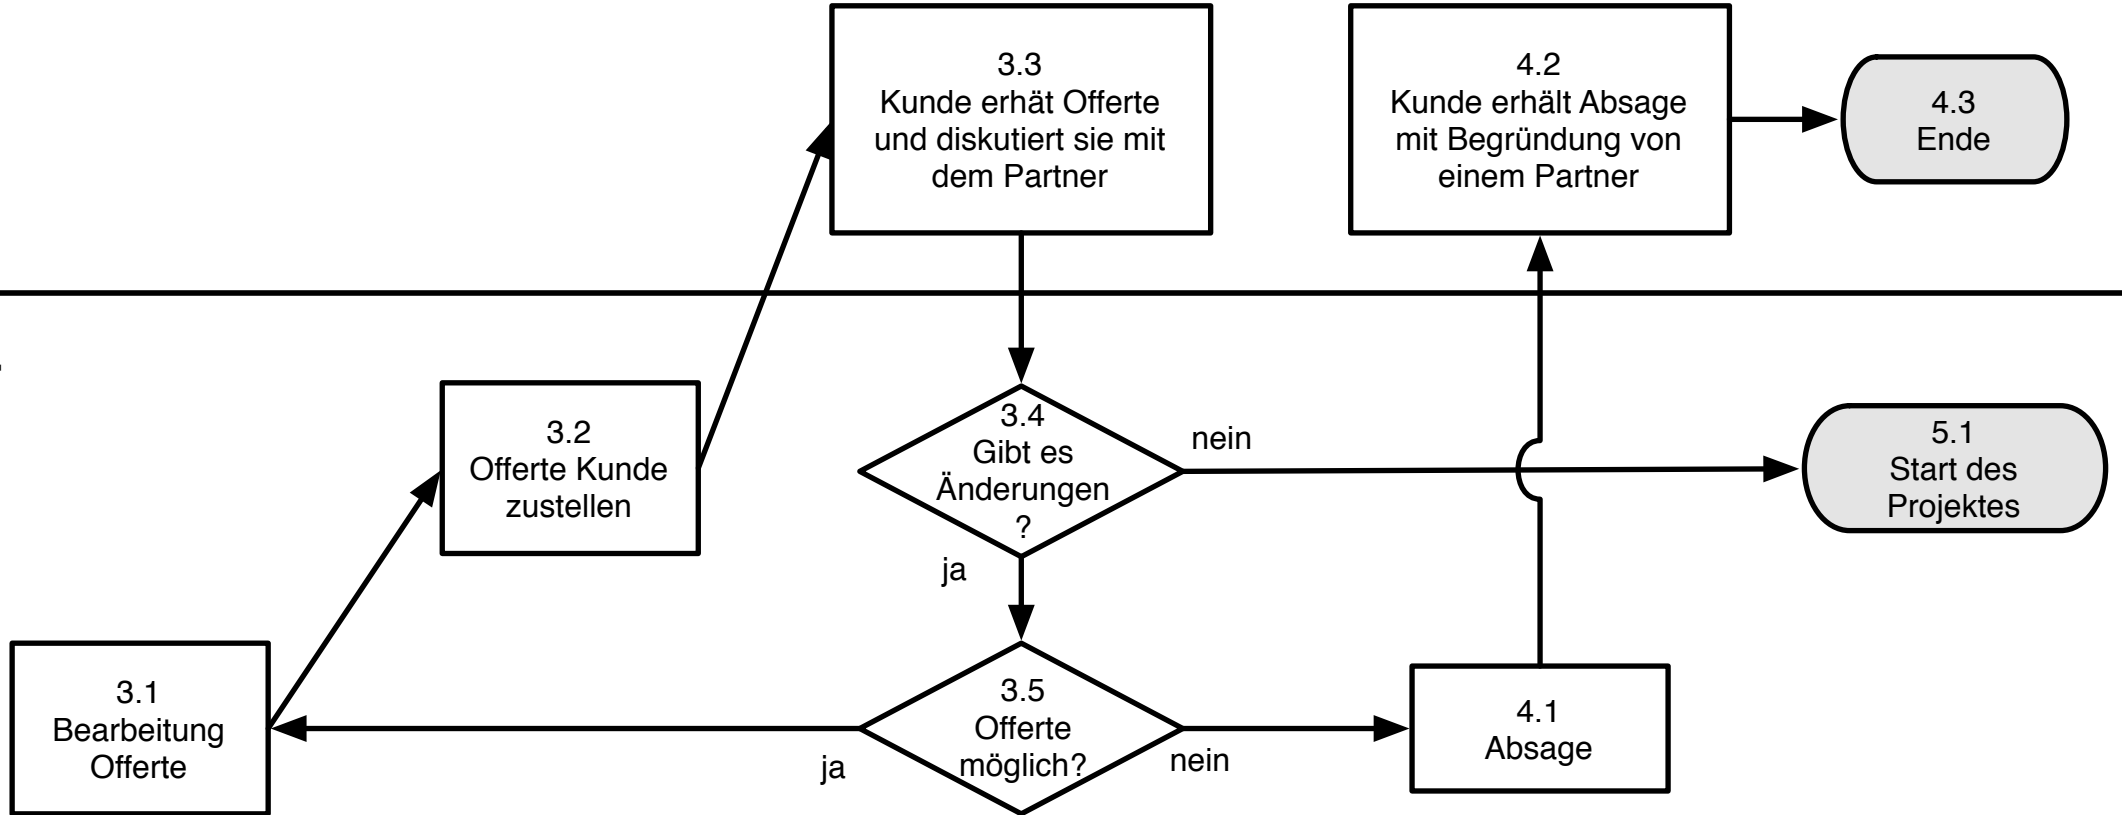 3.3
Kunde erhät Offerte
und diskutiert sie mit
dem Partner
4.2
Kunde erhält Absage
mit Begründung von
einem Partner
4.3
Ende
3.2
Offerte Kunde
zustellen
3.4
Gibt es
Änderungen
?
nein
5.1
Start des
Projektes
ja
3.1
Bearbeitung
Offerte
ja
3.5
Offerte
möglich?
nein
4.1
Absage